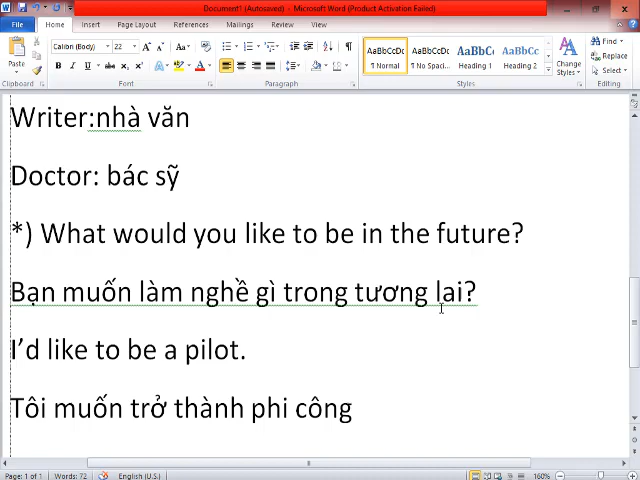 Document1 (Autosaved) - Microsoft Word (Product Activation Failed)
File Home Insert Page Layout References Mailings Review View
Paste Clipboard
Calibri (Body) 22 Font
Paragraph
AaBbCcDc AaBbCcDc AaBbC AaBbCc
¶ Normal ¶ No Spaci... Heading 1 Heading 2
Change Styles Styles
Find Replace Select Editing
Writer:nhà văn
Doctor: bác sỹ
*) What would you like to be in the future?
Bạn muốn làm nghề gì trong tương lai?
I’d like to be a pilot.
Tôi muốn trở thành phi công
Page: 1 of 1 Words: 72 English (U.S.) 160%